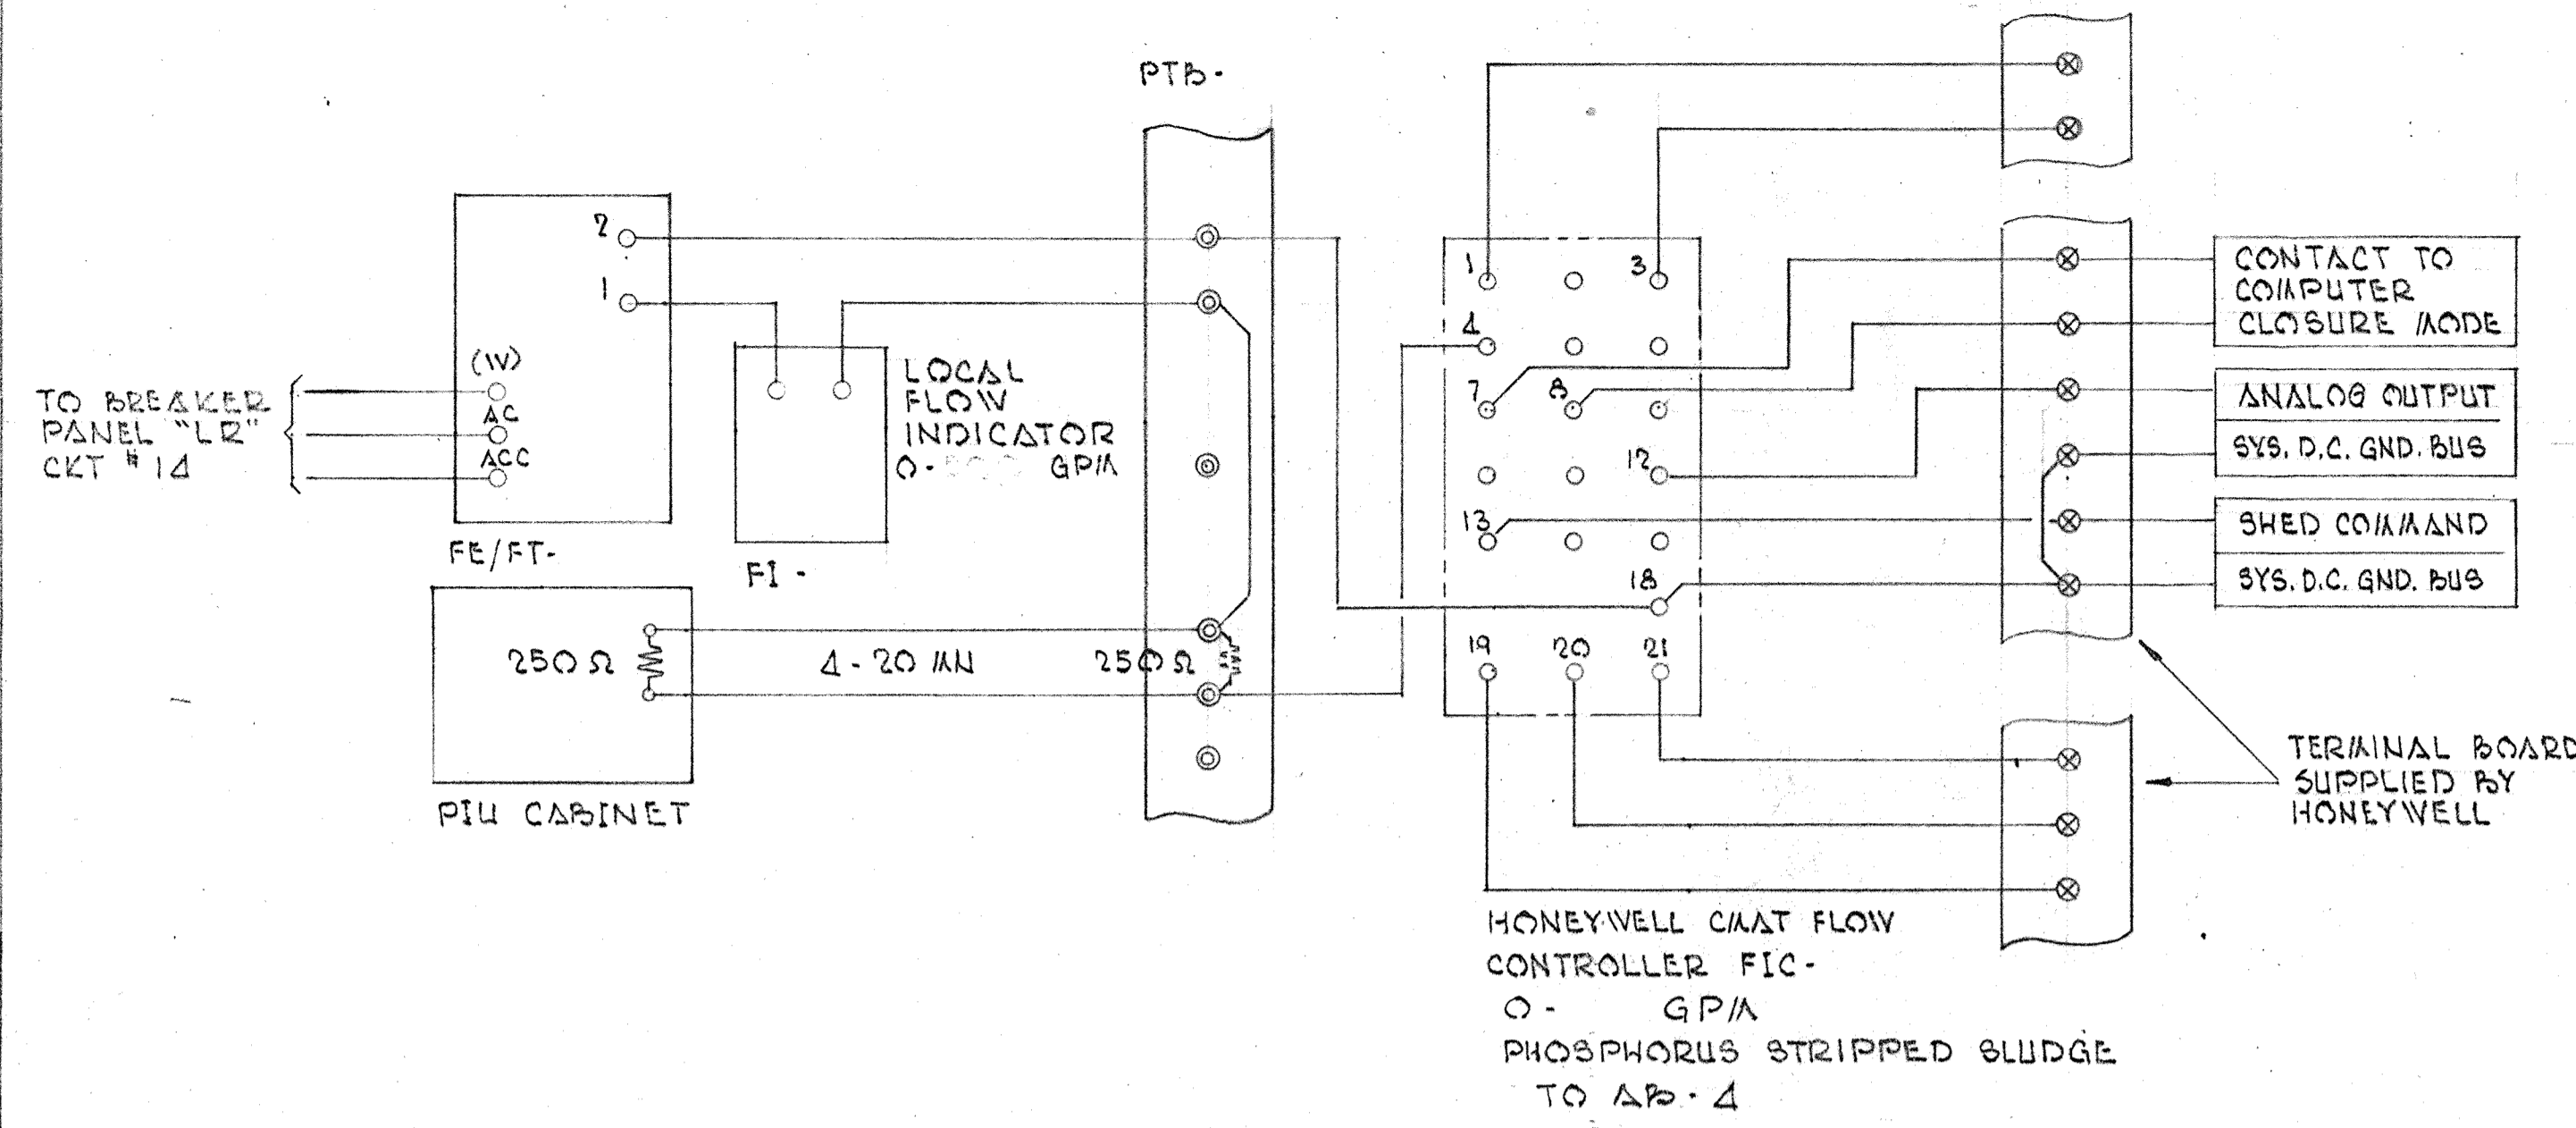 PTB-
2
1
(IV)
AC
ACC
TO BREAKER
PANEL "LR"
CKT # 14
FE/FT-
LOCAL
FLOW
INDICATOR
0- GPM
FI -
250 Ω
4-20 MA
250 Ω
PIU CABINET
1
3
4
7
8
12
13
18
19
20
21
CONTACT TO
COMPUTER
CLOSURE MODE
ANALOG OUTPUT
SYS. D.C. GND. BUS
SHED COMMAND
SYS. D.C. GND. BUS
TERMINAL BOARD
SUPPLIED BY
HONEYWELL
HONEYWELL CMAT FLOW
CONTROLLER FIC-
0- GPM
PHOSPHORUS STRIPPED SLUDGE
TO AB - 4